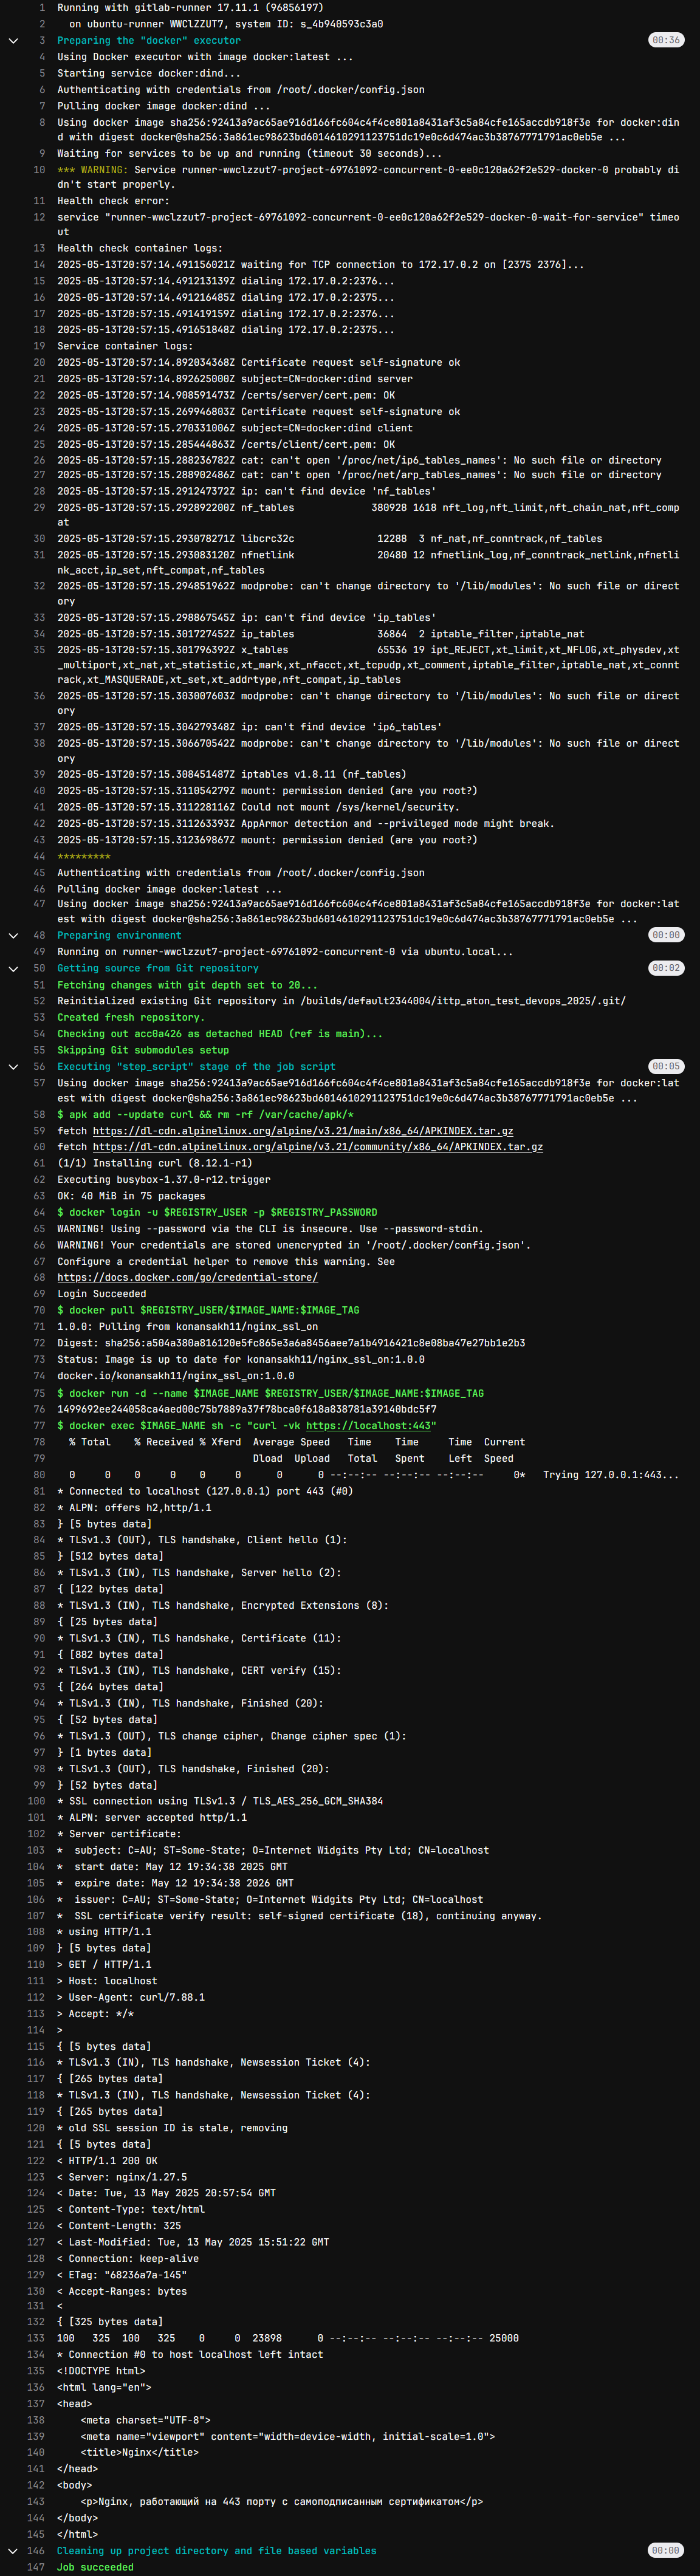 1 Running with gitlab-runner 17.11.1 (96856197)
2   on ubuntu-runner WWClZZUT7, system ID: s_4b940593c3a0
3 Preparing the "docker" executor 00:36
4 Using Docker executor with image docker:latest ...
5 Starting service docker:dind...
6 Authenticating with credentials from /root/.docker/config.json
7 Pulling docker image docker:dind ...
8 Using docker image sha256:92413a9ac65ae916d166fc604c4f4ce801a8431af3c5a84cfe165accdb918f3e for docker:din
d with digest docker@sha256:3a861ec98623bd6014610291123751dc19e0c6d474ac3b38767771791ac0eb5e ...
9 Waiting for services to be up and running (timeout 30 seconds)...
10 *** WARNING: Service runner-wwclzzut7-project-69761092-concurrent-0-ee0c120a62f2e529-docker-0 probably di
dn't start properly.
11 Health check error:
12 service "runner-wwclzzut7-project-69761092-concurrent-0-ee0c120a62f2e529-docker-0-wait-for-service" timeo
ut
13 Health check container logs:
14 2025-05-13T20:57:14.491156021Z waiting for TCP connection to 172.17.0.2 on [2375 2376]...
15 2025-05-13T20:57:14.491213139Z dialing 172.17.0.2:2376...
16 2025-05-13T20:57:14.491216485Z dialing 172.17.0.2:2375...
17 2025-05-13T20:57:15.491419159Z dialing 172.17.0.2:2376...
18 2025-05-13T20:57:15.491651848Z dialing 172.17.0.2:2375...
19 Service container logs:
20 2025-05-13T20:57:14.892034368Z Certificate request self-signature ok
21 2025-05-13T20:57:14.892625000Z subject=CN=docker:dind server
22 2025-05-13T20:57:14.908591473Z /certs/server/cert.pem: OK
23 2025-05-13T20:57:15.269946803Z Certificate request self-signature ok
24 2025-05-13T20:57:15.270331006Z subject=CN=docker:dind client
25 2025-05-13T20:57:15.285444863Z /certs/client/cert.pem: OK
26 2025-05-13T20:57:15.288236782Z cat: can't open '/proc/net/ip6_tables_names': No such file or directory
27 2025-05-13T20:57:15.288902486Z cat: can't open '/proc/net/arp_tables_names': No such file or directory
28 2025-05-13T20:57:15.291247372Z ip: can't find device 'nf_tables'
29 2025-05-13T20:57:15.292892200Z nf_tables             380928 1618 nft_log,nft_limit,nft_chain_nat,nft_comp
at
30 2025-05-13T20:57:15.293078271Z libcrc32c              12288  3 nf_nat,nf_conntrack,nf_tables
31 2025-05-13T20:57:15.293083120Z nfnetlink              20480 12 nfnetlink_log,nf_conntrack_netlink,nfnetli
nk_acct,ip_set,nft_compat,nf_tables
32 2025-05-13T20:57:15.294851962Z modprobe: can't change directory to '/lib/modules': No such file or direct
ory
33 2025-05-13T20:57:15.298867545Z ip: can't find device 'ip_tables'
34 2025-05-13T20:57:15.301727452Z ip_tables              36864  2 iptable_filter,iptable_nat
35 2025-05-13T20:57:15.301796392Z x_tables               65536 19 ipt_REJECT,xt_limit,xt_NFLOG,xt_physdev,xt
_multiport,xt_nat,xt_statistic,xt_mark,xt_nfacct,xt_tcpudp,xt_comment,iptable_filter,iptable_nat,xt_connt
rack,xt_MASQUERADE,xt_set,xt_addrtype,nft_compat,ip_tables
36 2025-05-13T20:57:15.303007603Z modprobe: can't change directory to '/lib/modules': No such file or direct
ory
37 2025-05-13T20:57:15.304279348Z ip: can't find device 'ip6_tables'
38 2025-05-13T20:57:15.306670542Z modprobe: can't change directory to '/lib/modules': No such file or direct
ory
39 2025-05-13T20:57:15.308451487Z iptables v1.8.11 (nf_tables)
40 2025-05-13T20:57:15.311054279Z mount: permission denied (are you root?)
41 2025-05-13T20:57:15.311228116Z Could not mount /sys/kernel/security.
42 2025-05-13T20:57:15.311263393Z AppArmor detection and --privileged mode might break.
43 2025-05-13T20:57:15.312369867Z mount: permission denied (are you root?)
44 *********
45 Authenticating with credentials from /root/.docker/config.json
46 Pulling docker image docker:latest ...
47 Using docker image sha256:92413a9ac65ae916d166fc604c4f4ce801a8431af3c5a84cfe165accdb918f3e for docker:lat
est with digest docker@sha256:3a861ec98623bd6014610291123751dc19e0c6d474ac3b38767771791ac0eb5e ...
48 Preparing environment 00:00
49 Running on runner-wwclzzut7-project-69761092-concurrent-0 via ubuntu.local...
50 Getting source from Git repository 00:02
51 Fetching changes with git depth set to 20...
52 Reinitialized existing Git repository in /builds/default2344004/ittp_aton_test_devops_2025/.git/
53 Created fresh repository.
54 Checking out acc0a426 as detached HEAD (ref is main)...
55 Skipping Git submodules setup
56 Executing "step_script" stage of the job script 00:05
57 Using docker image sha256:92413a9ac65ae916d166fc604c4f4ce801a8431af3c5a84cfe165accdb918f3e for docker:lat
est with digest docker@sha256:3a861ec98623bd6014610291123751dc19e0c6d474ac3b38767771791ac0eb5e ...
58 $ apk add --update curl && rm -rf /var/cache/apk/*
59 fetch https://dl-cdn.alpinelinux.org/alpine/v3.21/main/x86_64/APKINDEX.tar.gz
60 fetch https://dl-cdn.alpinelinux.org/alpine/v3.21/community/x86_64/APKINDEX.tar.gz
61 (1/1) Installing curl (8.12.1-r1)
62 Executing busybox-1.37.0-r12.trigger
63 OK: 40 MiB in 75 packages
64 $ docker login -u $REGISTRY_USER -p $REGISTRY_PASSWORD
65 WARNING! Using --password via the CLI is insecure. Use --password-stdin.
66 WARNING! Your credentials are stored unencrypted in '/root/.docker/config.json'.
67 Configure a credential helper to remove this warning. See
68 https://docs.docker.com/go/credential-store/
69 Login Succeeded
70 $ docker pull $REGISTRY_USER/$IMAGE_NAME:$IMAGE_TAG
71 1.0.0: Pulling from konansakh11/nginx_ssl_on
72 Digest: sha256:a504a380a816120e5fc865e3a6a8456aee7a1b4916421c8e08ba47e27bb1e2b3
73 Status: Image is up to date for konansakh11/nginx_ssl_on:1.0.0
74 docker.io/konansakh11/nginx_ssl_on:1.0.0
75 $ docker run -d --name $IMAGE_NAME $REGISTRY_USER/$IMAGE_NAME:$IMAGE_TAG
76 1499692ee244058ca4aed00c75b7889a37f78bca0f618a838781a39140bdc5f7
77 $ docker exec $IMAGE_NAME sh -c "curl -vk https://localhost:443"
78   % Total    % Received % Xferd  Average Speed   Time    Time     Time  Current
79                                  Dload  Upload   Total   Spent    Left  Speed
80   0     0    0     0    0     0      0      0 --:--:-- --:--:-- --:--:--     0*   Trying 127.0.0.1:443...
81 * Connected to localhost (127.0.0.1) port 443 (#0)
82 * ALPN: offers h2,http/1.1
83 } [5 bytes data]
84 * TLSv1.3 (OUT), TLS handshake, Client hello (1):
85 } [512 bytes data]
86 * TLSv1.3 (IN), TLS handshake, Server hello (2):
87 { [122 bytes data]
88 * TLSv1.3 (IN), TLS handshake, Encrypted Extensions (8):
89 { [25 bytes data]
90 * TLSv1.3 (IN), TLS handshake, Certificate (11):
91 { [882 bytes data]
92 * TLSv1.3 (IN), TLS handshake, CERT verify (15):
93 { [264 bytes data]
94 * TLSv1.3 (IN), TLS handshake, Finished (20):
95 { [52 bytes data]
96 * TLSv1.3 (OUT), TLS change cipher, Change cipher spec (1):
97 } [1 bytes data]
98 * TLSv1.3 (OUT), TLS handshake, Finished (20):
99 } [52 bytes data]
100 * SSL connection using TLSv1.3 / TLS_AES_256_GCM_SHA384
101 * ALPN: server accepted http/1.1
102 * Server certificate:
103 *  subject: C=AU; ST=Some-State; O=Internet Widgits Pty Ltd; CN=localhost
104 *  start date: May 12 19:34:38 2025 GMT
105 *  expire date: May 12 19:34:38 2026 GMT
106 *  issuer: C=AU; ST=Some-State; O=Internet Widgits Pty Ltd; CN=localhost
107 *  SSL certificate verify result: self-signed certificate (18), continuing anyway.
108 * using HTTP/1.1
109 } [5 bytes data]
110 > GET / HTTP/1.1
111 > Host: localhost
112 > User-Agent: curl/7.88.1
113 > Accept: */*
114 >
115 { [5 bytes data]
116 * TLSv1.3 (IN), TLS handshake, Newsession Ticket (4):
117 { [265 bytes data]
118 * TLSv1.3 (IN), TLS handshake, Newsession Ticket (4):
119 { [265 bytes data]
120 * old SSL session ID is stale, removing
121 { [5 bytes data]
122 < HTTP/1.1 200 OK
123 < Server: nginx/1.27.5
124 < Date: Tue, 13 May 2025 20:57:54 GMT
125 < Content-Type: text/html
126 < Content-Length: 325
127 < Last-Modified: Tue, 13 May 2025 15:51:22 GMT
128 < Connection: keep-alive
129 < ETag: "68236a7a-145"
130 < Accept-Ranges: bytes
131 <
132 { [325 bytes data]
133 100   325  100   325    0     0  23898      0 --:--:-- --:--:-- --:--:-- 25000
134 * Connection #0 to host localhost left intact
135 <!DOCTYPE html>
136 <html lang="en">
137 <head>
138     <meta charset="UTF-8">
139     <meta name="viewport" content="width=device-width, initial-scale=1.0">
140     <title>Nginx</title>
141 </head>
142 <body>
143     <p>Nginx, работающий на 443 порту с самоподписанным сертификатом</p>
144 </body>
145 </html>
146 Cleaning up project directory and file based variables 00:00
147 Job succeeded